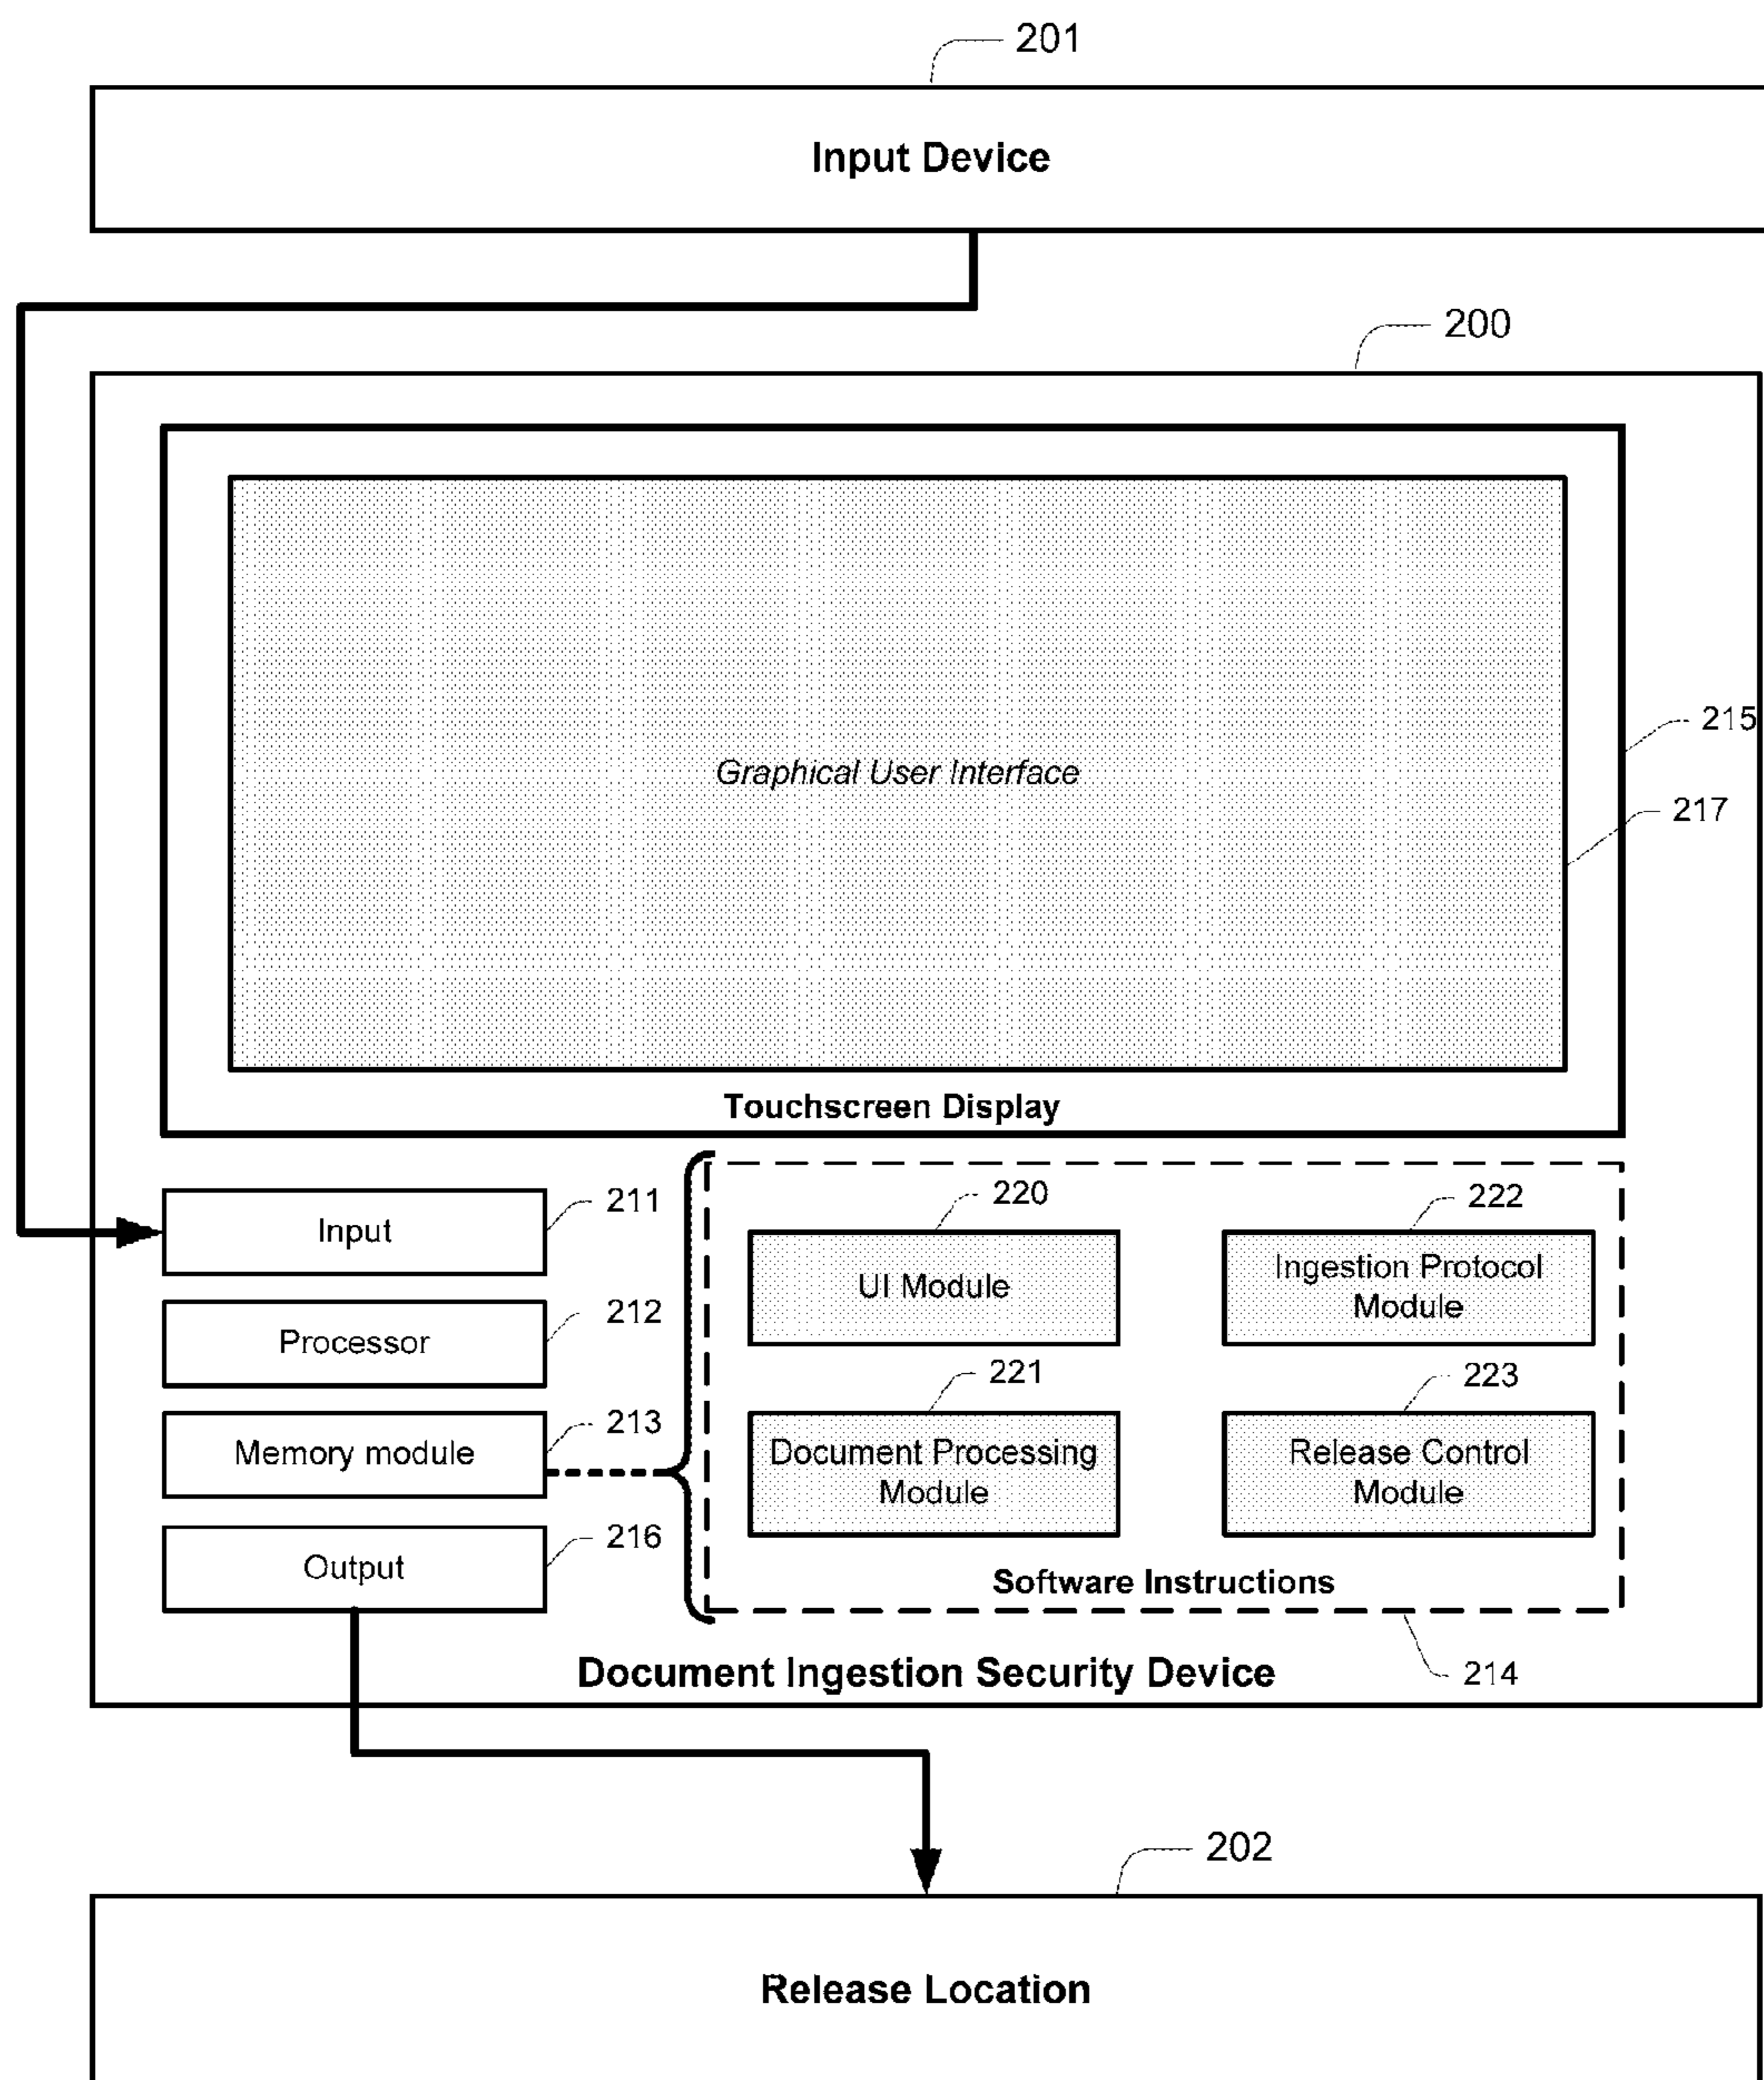 201
Input Device
200
215
Graphical User Interface
217
Touchscreen Display
Input
211
220
222
UI Module
Ingestion Protocol
Module
Processor
212
221
223
Memory module
213
Document Processing
Module
Release Control
Module
Output
216
Software Instructions
Document Ingestion Security Device
214
202
Release Location